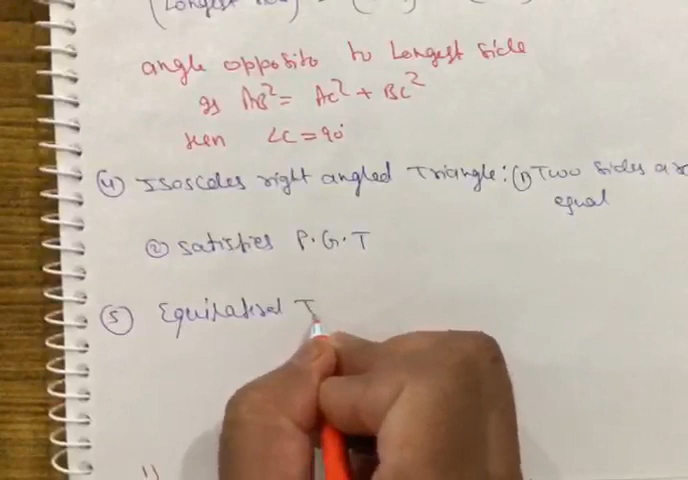 (Longest
angle opposite to Longest side
If AB² = AC² + BC²
then ∠C = 90°
(4) Isosceles right angled Triangle: (1) Two sides are
equal
(2) Satisfies P.G.T
(5) Equilateral T